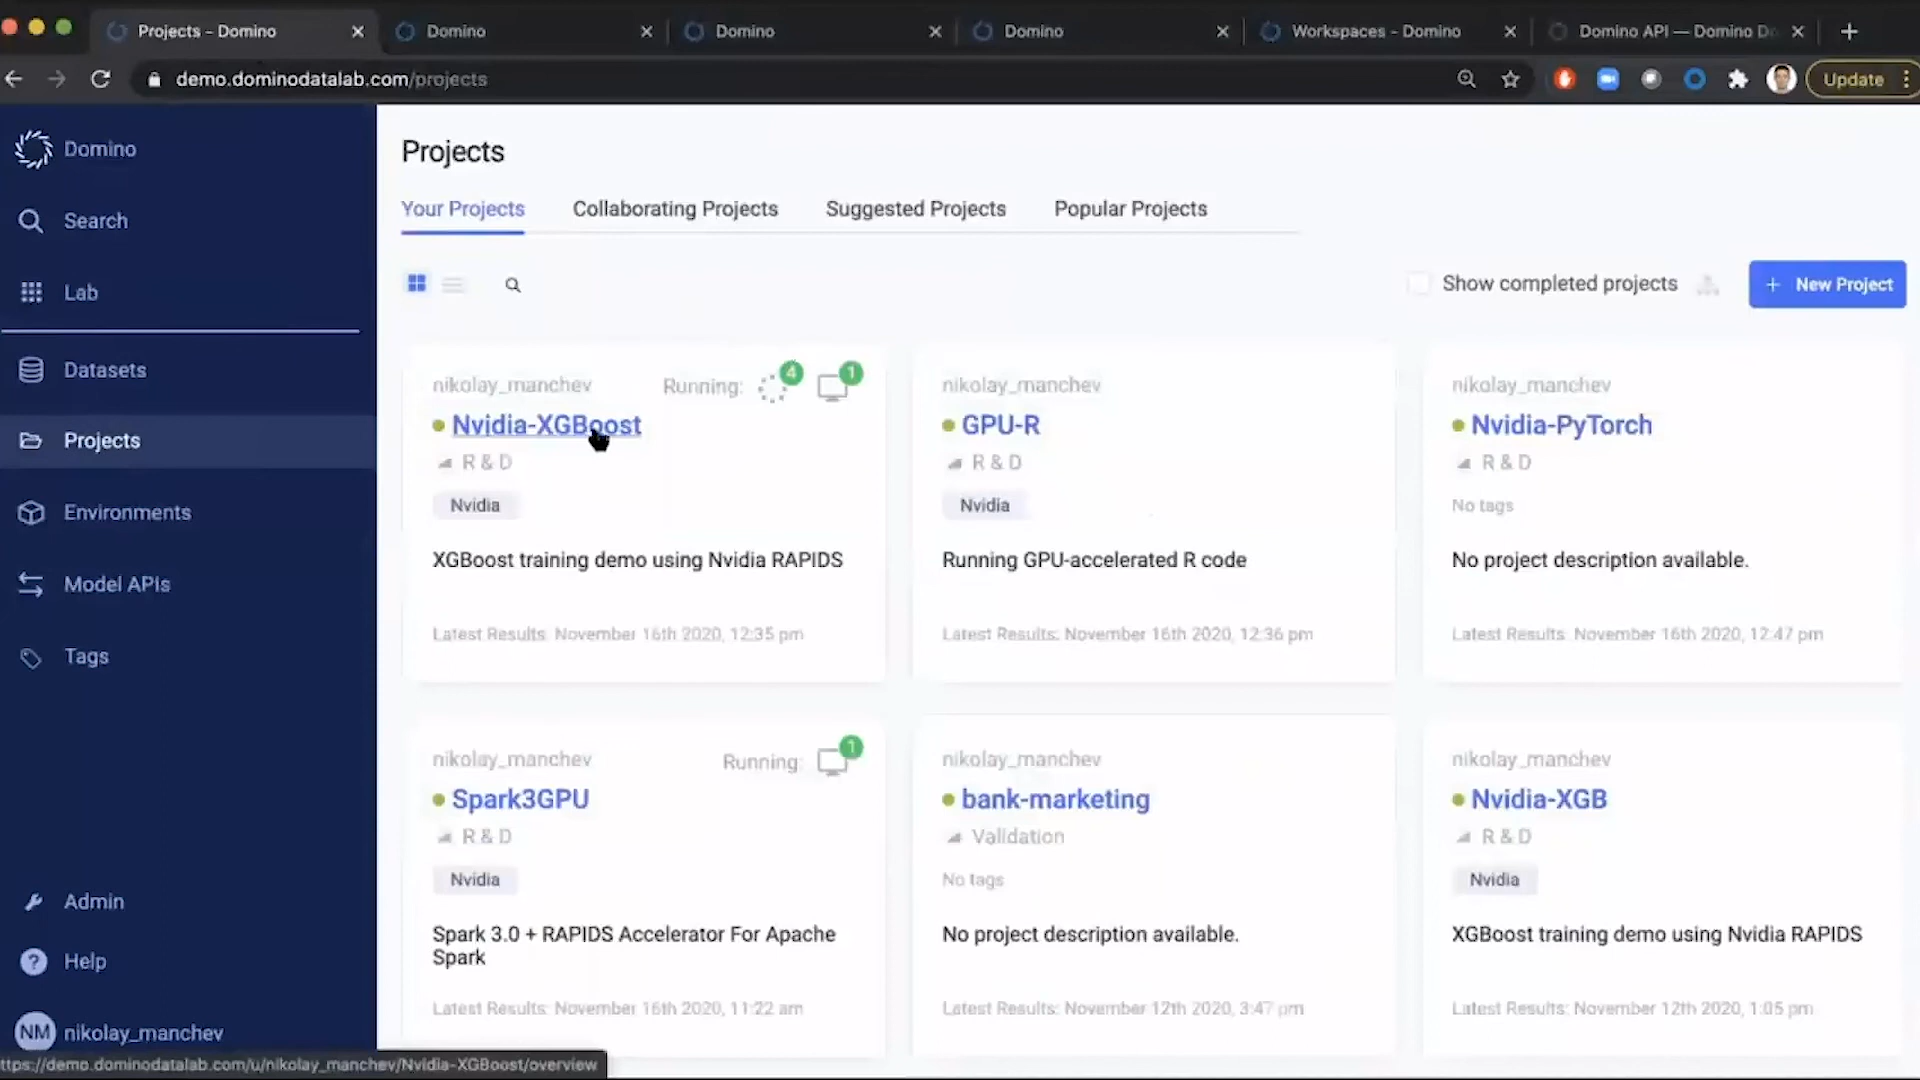 Projects - Domino
Domino
Domino
Domino
Workspaces - Domino
Domino API — Domino Do
demo.dominodatalab.com/projects
Update
Domino
Search
Lab
Datasets
Projects
Environments
Model APIs
Tags
Admin
Help
NM nikolay_manchev
ttps://demo.dominodatalab.com/u/nikolay_manchev/Nvidia-XGBoost/overview
Projects
Your Projects
Collaborating Projects
Suggested Projects
Popular Projects
Show completed projects
+ New Project
nikolay_manchev
Running: 4 1
Nvidia-XGBoost
R & D
Nvidia
XGBoost training demo using Nvidia RAPIDS
Latest Results: November 16th 2020, 12:35 pm
nikolay_manchev
GPU-R
R & D
Nvidia
Running GPU-accelerated R code
Latest Results: November 16th 2020, 12:36 pm
nikolay_manchev
Nvidia-PyTorch
R & D
No tags
No project description available.
Latest Results: November 16th 2020, 12:47 pm
nikolay_manchev
Running: 1
Spark3GPU
R & D
Nvidia
Spark 3.0 + RAPIDS Accelerator For Apache
Spark
Latest Results: November 16th 2020, 11:22 am
nikolay_manchev
bank-marketing
Validation
No tags
No project description available.
Latest Results: November 12th 2020, 3:47 pm
nikolay_manchev
Nvidia-XGB
R & D
Nvidia
XGBoost training demo using Nvidia RAPIDS
Latest Results: November 12th 2020, 1:05 pm